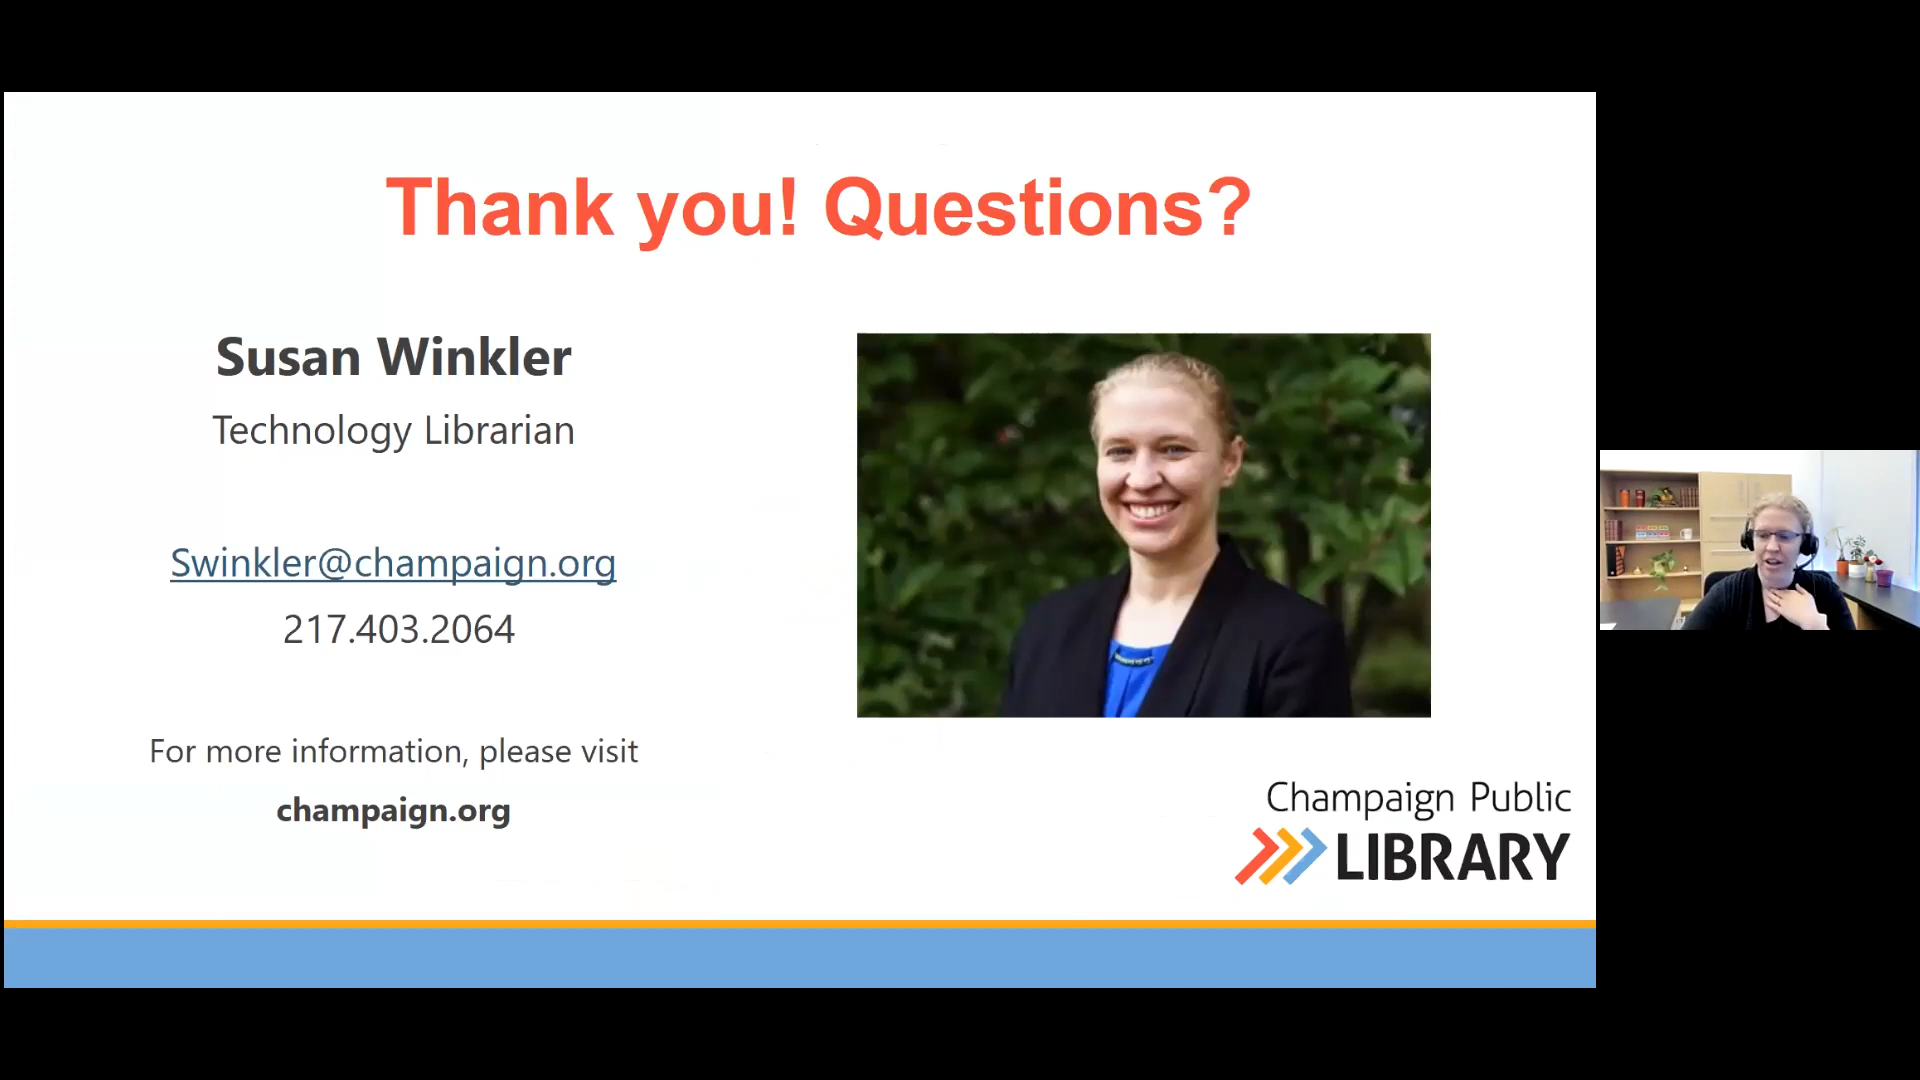 Thank you! Questions?
Susan Winkler
Technology Librarian
Swinkler@champaign.org
217.403.2064
For more information, please visit
champaign.org
Champaign Public
LIBRARY